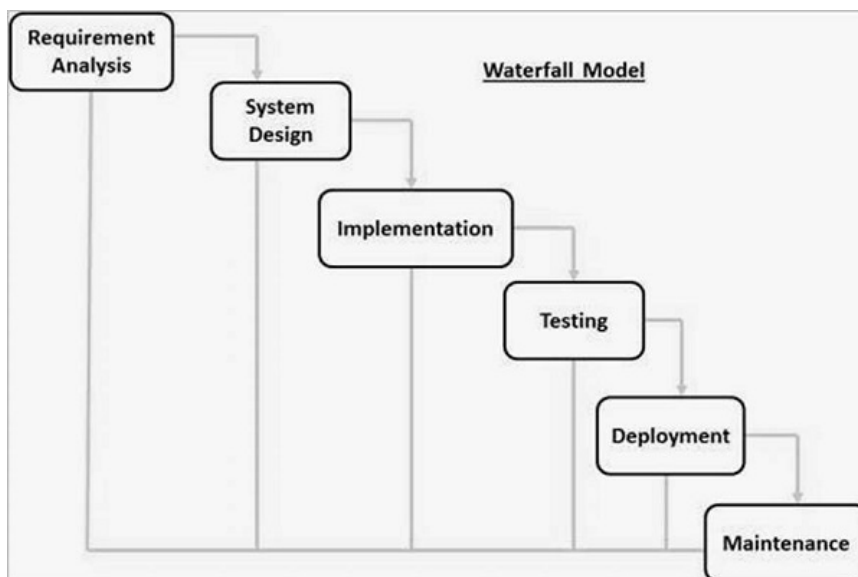 Requirement
Analysis
Waterfall Model
System
Design
Implementation
Testing
Deployment
Maintenance